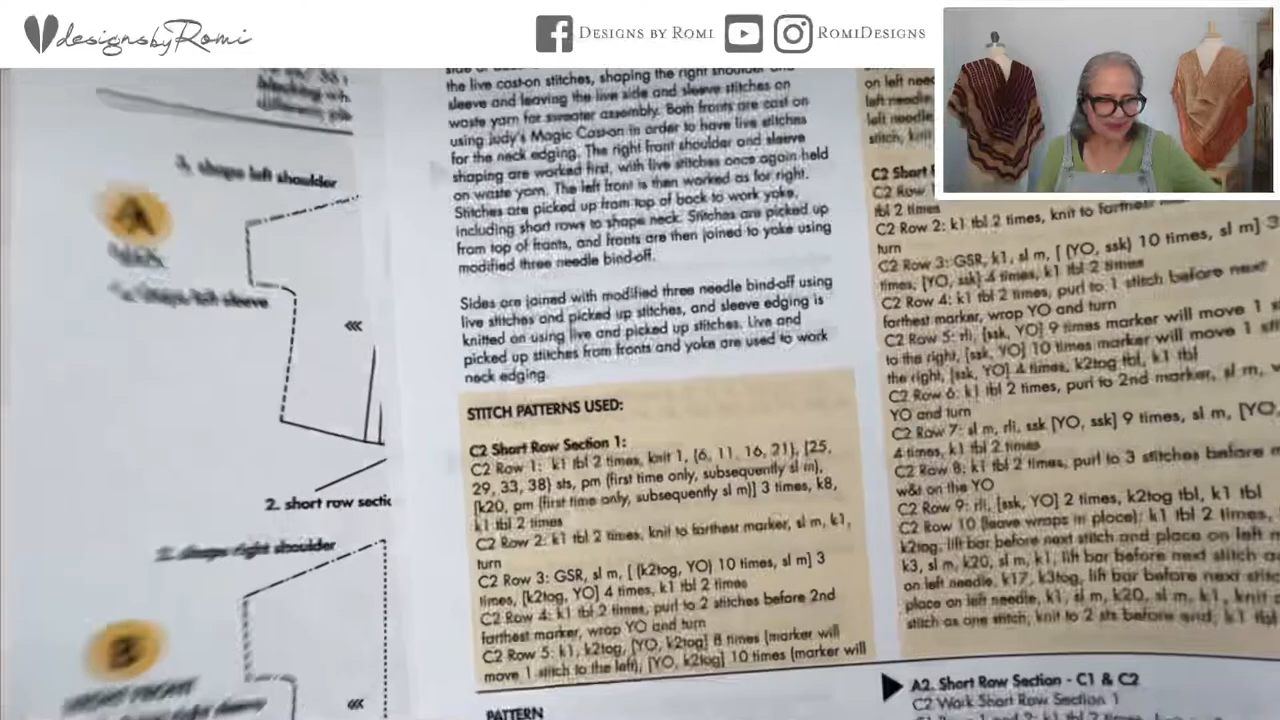 designsbyRomi
DESIGNS BY ROMI
ROMIDESIGNS
3. shape left shoulder
A
2. short row sectio
2. shape right shoulder
B
the live cast-on stitches, shaping the right shoulder and
sleeve and leaving the live side and sleeve stitches on
waste yarn for sweater assembly. Both fronts are cast on
using Judy's Magic Cast-on in order to have live stitches
for the neck edging. The right front shoulder and sleeve
shaping are worked first, with live stitches once again held
on waste yarn. The left front is then worked as for right.
Stitches are picked up from top of back to work yoke,
including short rows to shape neck. Stitches are picked up
from top of fronts, and fronts are then joined to yoke using
modified three needle bind-off.
Sides are joined with modified three needle bind-off using
live stitches and picked up stitches, and sleeve edging is
knitted on using live and picked up stitches. Live and
picked up stitches from fronts and yoke are used to work
neck edging.
STITCH PATTERNS USED:
C2 Short Row Section 1:
C2 Row 1: k1 tbl 2 times, knit 1, {6, 11, 16, 21}, [25,
29, 33, 38} sts, pm (first time only, subsequently sl m),
[k20, pm (first time only, subsequently sl m)] 3 times, k8,
k1 tbl 2 times
C2 Row 2: k1 tbl 2 times, knit to farthest marker, sl m, k1,
turn
C2 Row 3: GSR, sl m, [ (k2tog, YO) 10 times, sl m] 3
times, [k2tog, YO] 4 times, k1 tbl 2 times
C2 Row 4: k1 tbl 2 times, purl to 2 stitches before 2nd
farthest marker, wrap YO and turn
C2 Row 5: k1, k2tog, [YO, k2tog] 8 times (marker will
move 1 stitch to the left), [YO, k2tog] 10 times (marker will
PATTERN
on left need
left needle
left needle
stitch, knit
C2 Short R
C2 Row
tbl 2 times
C2 Row 2: k1 tbl 2 times, knit to farthest
turn
C2 Row 3: GSR, k1, sl m, [ (YO, ssk) 10 times, sl m] 3
times, [YO, ssk] 4 times, k1 tbl 2 times
C2 Row 4: k1 tbl 2 times, purl to 1 stitch before next
farthest marker, wrap YO and turn
C2 Row 5: rli, [ssk, YO] 9 times marker will move 1
to the right, [ssk, YO] 10 times marker will move 1
the right, [ssk, YO] 4 times, k2tog tbl, k1 tbl
C2 Row 6: k1 tbl 2 times, purl to 2nd marker, sl m,
YO and turn
C2 Row 7: sl m, rli, ssk [YO, ssk] 9 times, sl m, [YO,
4 times, k1 tbl 2 times
C2 Row 8: k1 tbl 2 times, purl to 3 stitches before
w&t on the YO
C2 Row 9: rli, [ssk, YO] 2 times, k2tog tbl, k1 tbl
C2 Row 10 (leave wraps in place): k1 tbl 2 times,
k2tog, lift bar before next stitch and place on left
k3, sl m, k20, sl m, k1, lift bar before next stitch
on left needle, k17, k3tog, lift bar before next
place on left needle, k1, sl m, k20, sl m, k1, knit
stitch as one stitch, knit to 2 sts before end, k1 tbl
A2. Short Row Section - C1 & C2
C2 Work Short Row Section 1